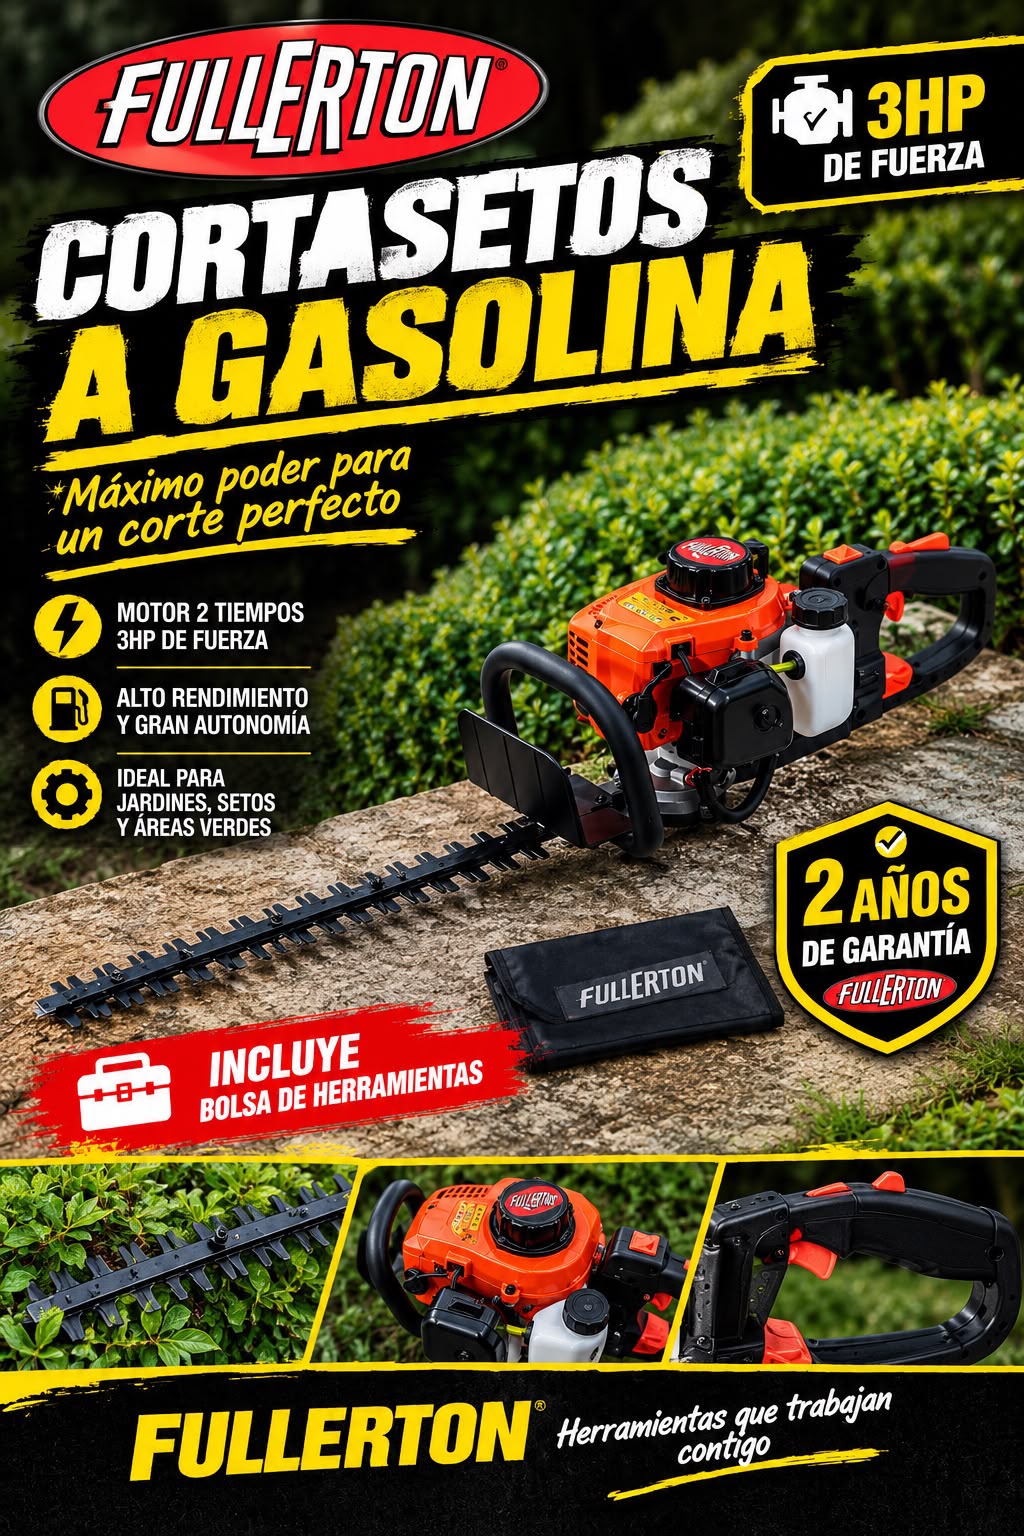 FULLERTON®
3HP
DE FUERZA
CORTASETOS
A GASOLINA
Máximo poder para
un corte perfecto
MOTOR 2 TIEMPOS
3HP DE FUERZA
ALTO RENDIMIENTO
Y GRAN AUTONOMÍA
IDEAL PARA
JARDINES, SETOS
Y ÁREAS VERDES
FULLERTON
2 AÑOS
DE GARANTÍA
FULLERTON
FULLERTON
INCLUYE
BOLSA DE HERRAMIENTAS
FULLERTON
FULLERTON®
Herramientas que trabajan
contigo